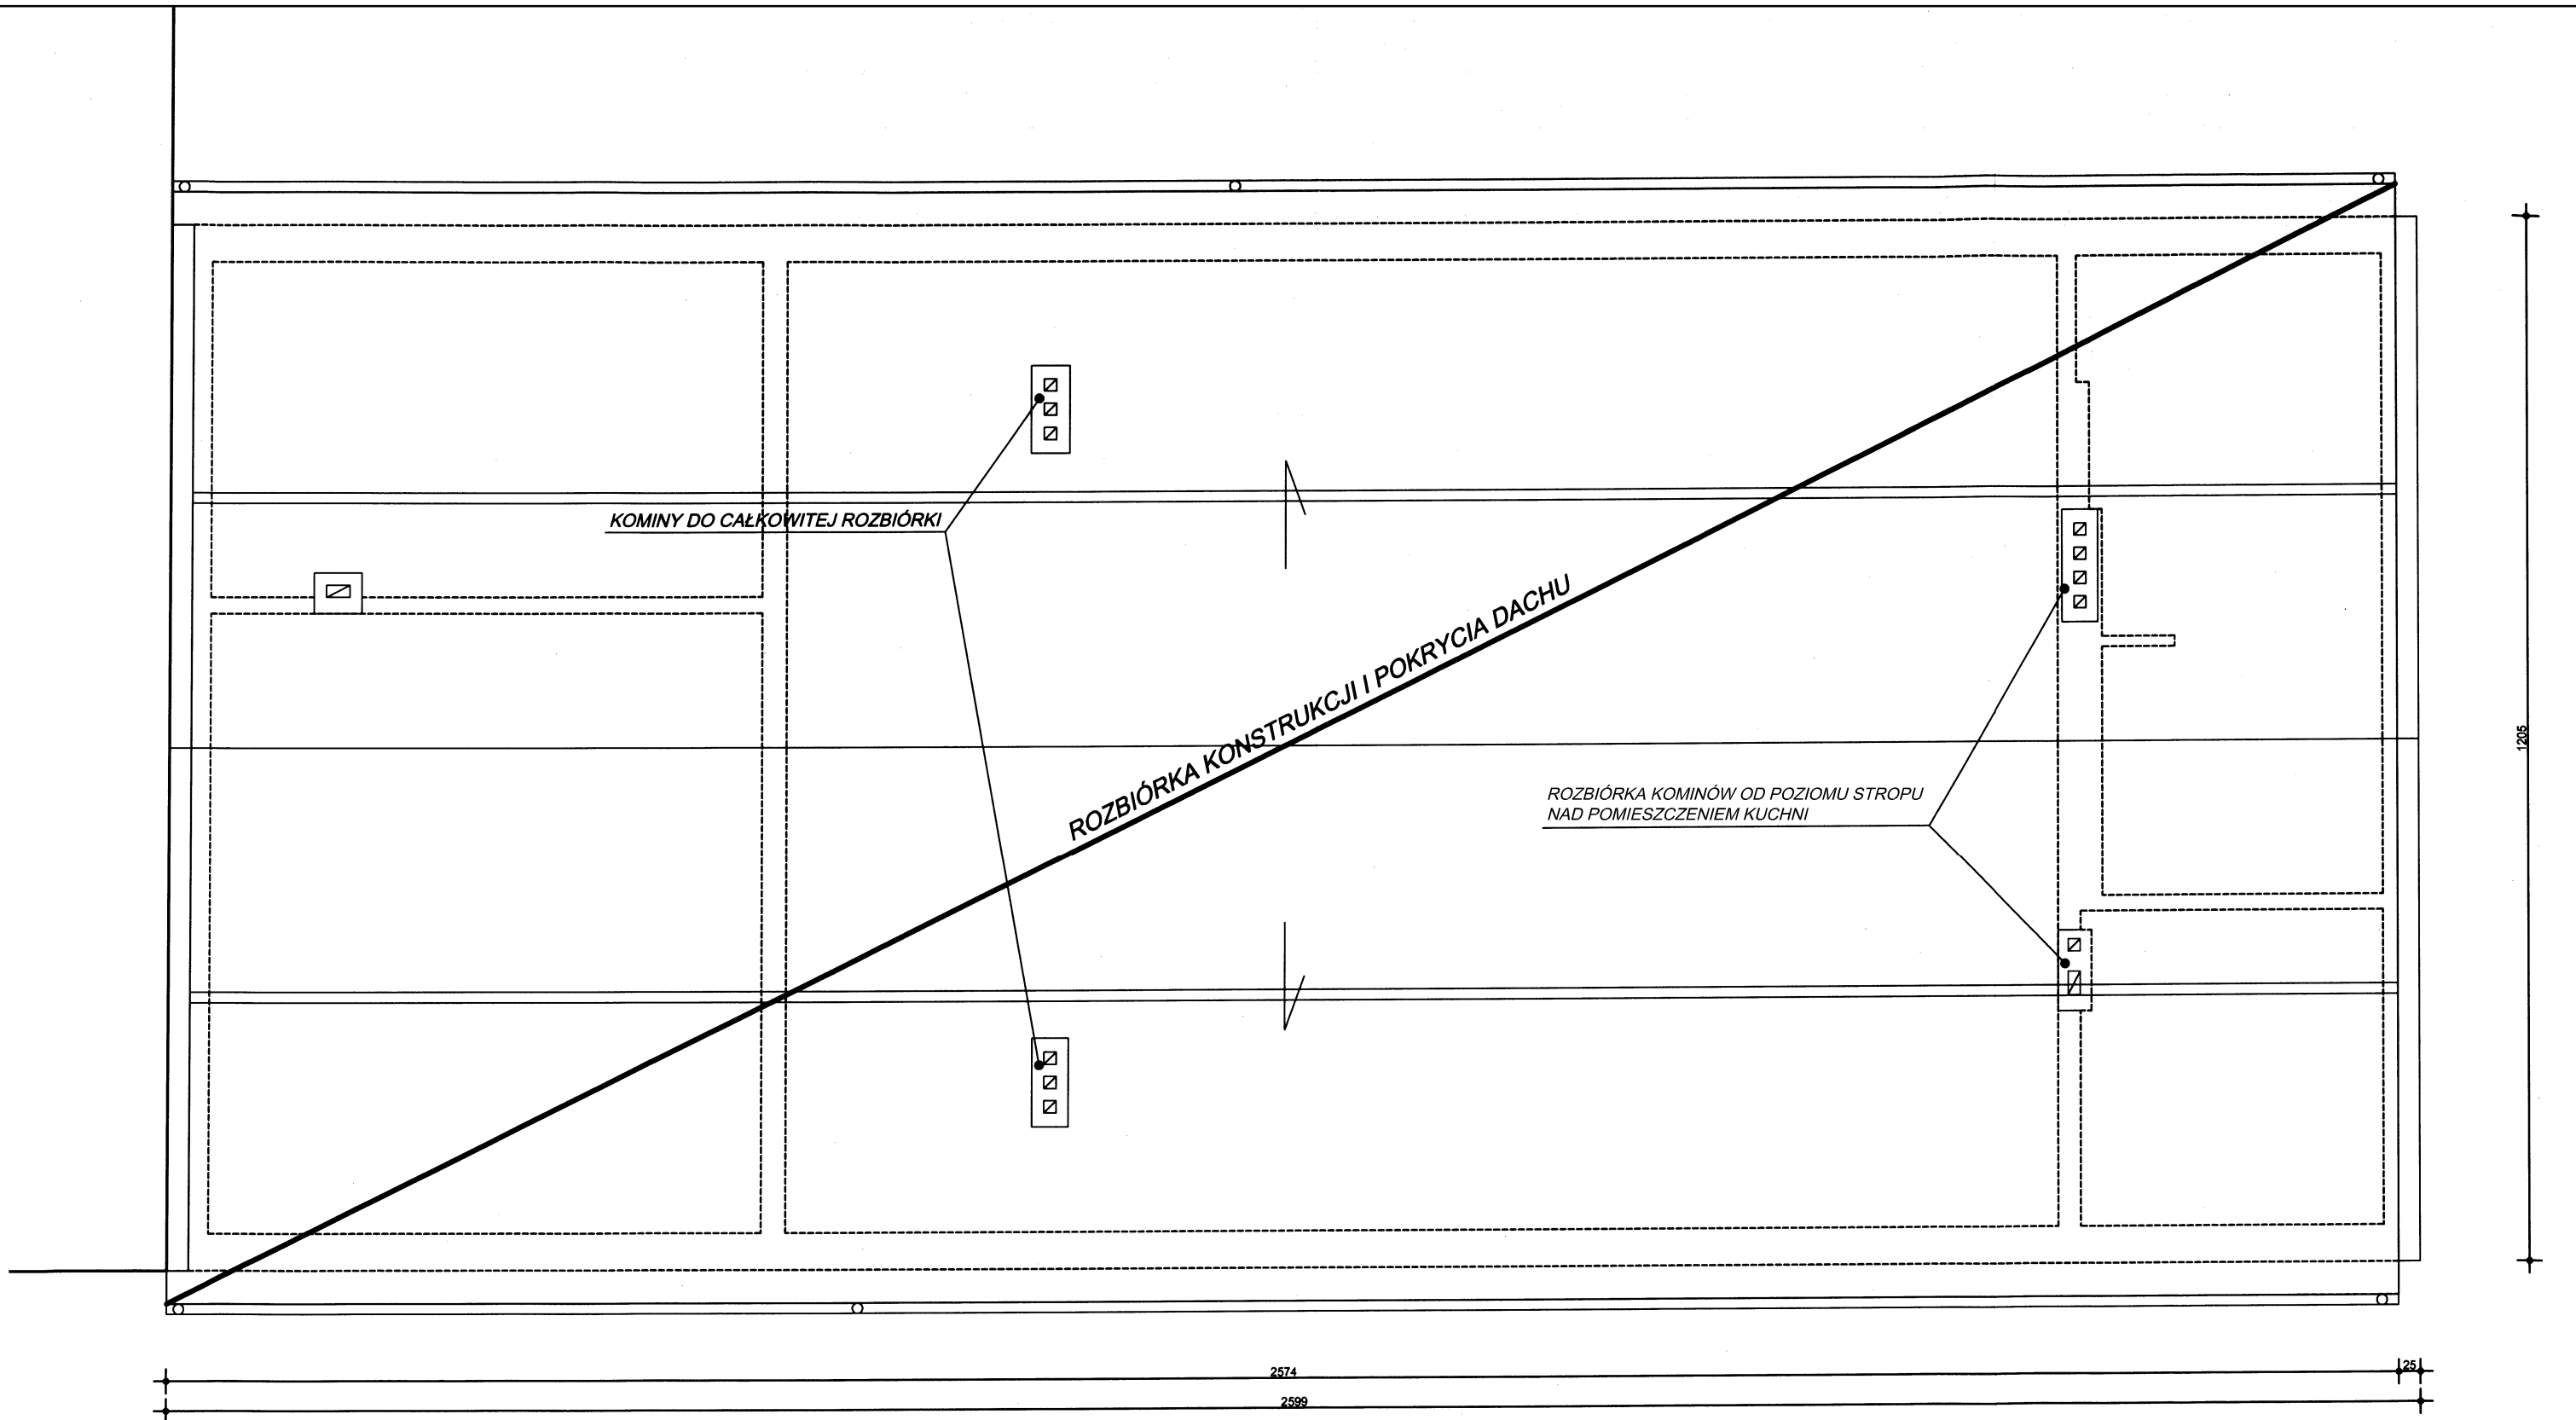 KOMINY DO CAŁKOWITEJ ROZBIÓRKI
ROZBIÓRKA KONSTRUKCJI I POKRYCIA DACHU
ROZBIÓRKA KOMINÓW OD POZIOMU STROPU
NAD POMIESZCZENIEM KUCHNI
1205
2574
25
2599